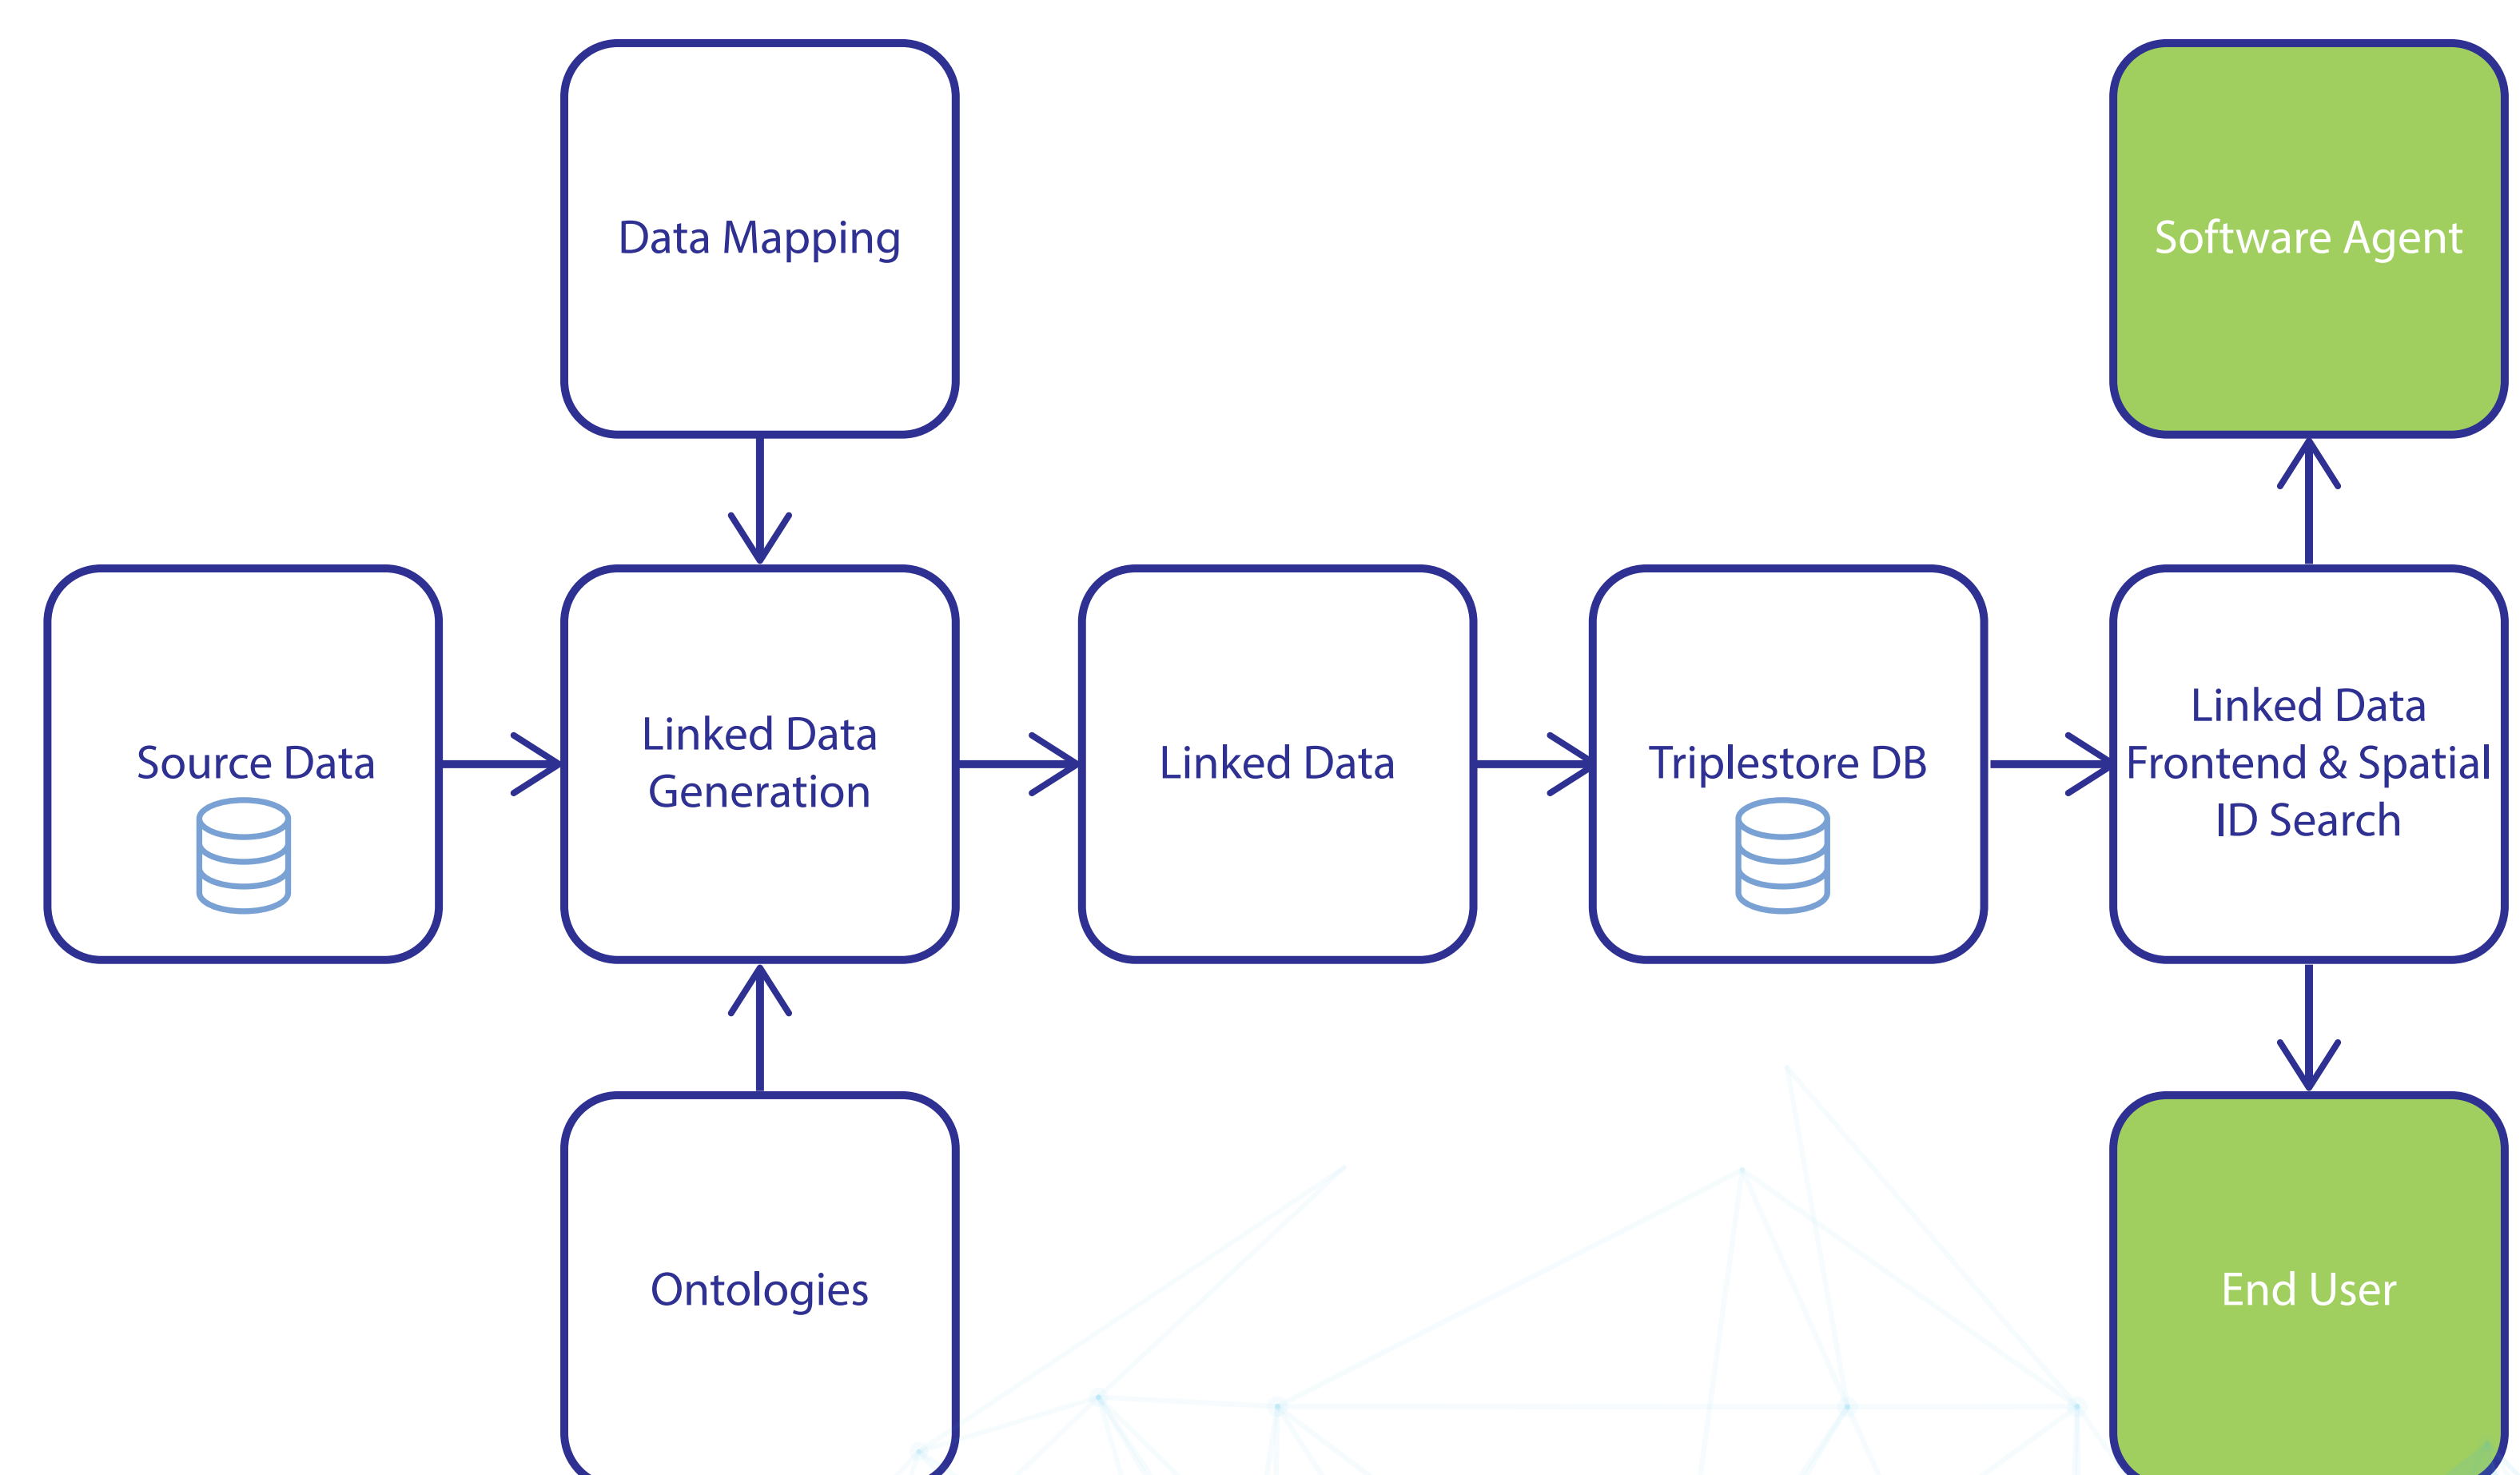 Data Mapping
Software Agent
Source Data
Linked Data
Generation
Linked Data
Triplestore DB
Linked Data
Frontend & Spatial
ID Search
Ontologies
End User